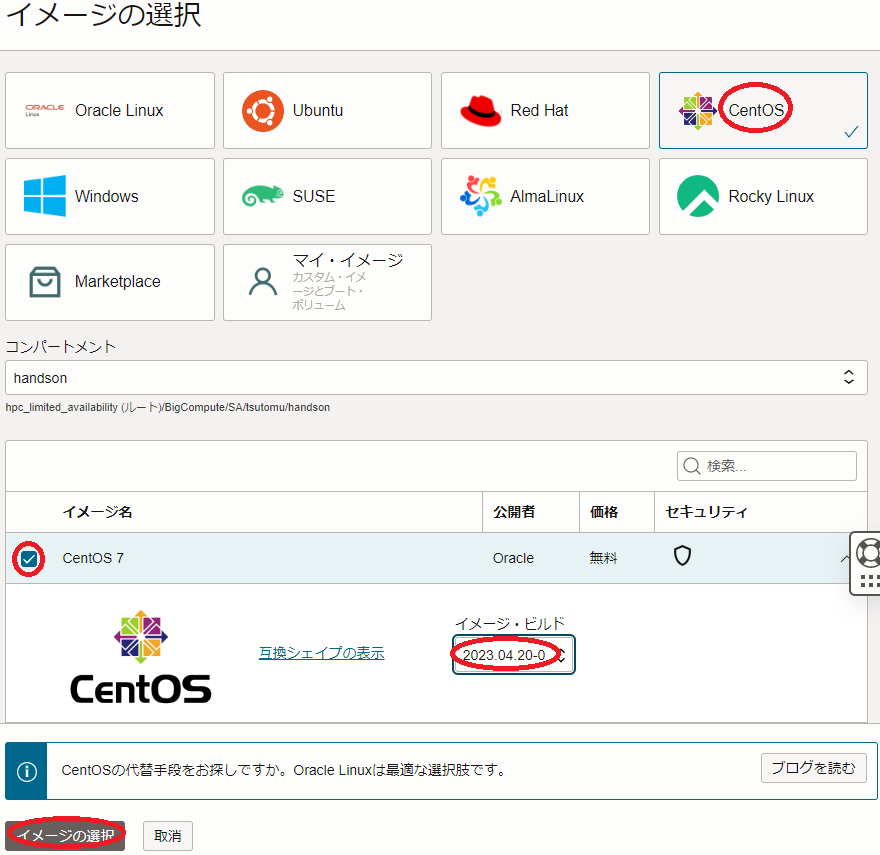 イメージの選択
ORACLE
Linux
Oracle Linux
Ubuntu
Red Hat
CentOS
Windows
SUSE
AlmaLinux
Rocky Linux
Marketplace
マイ・イメージ
カスタム・イメ
ージとブート・
ボリューム
コンパートメント
handson
hpc_limited_availability (ルート)/BigCompute/SA/tsutomu/handson
検索...
イメージ名 公開者 価格 セキュリティ
CentOS 7 Oracle 無料
イメージ・ビルド
互換シェイプの表示
2023.04.20-0
CentOS
CentOSの代替手段をお探しですか。Oracle Linuxは最適な選択肢です。
ブログを読む
イメージの選択 取消